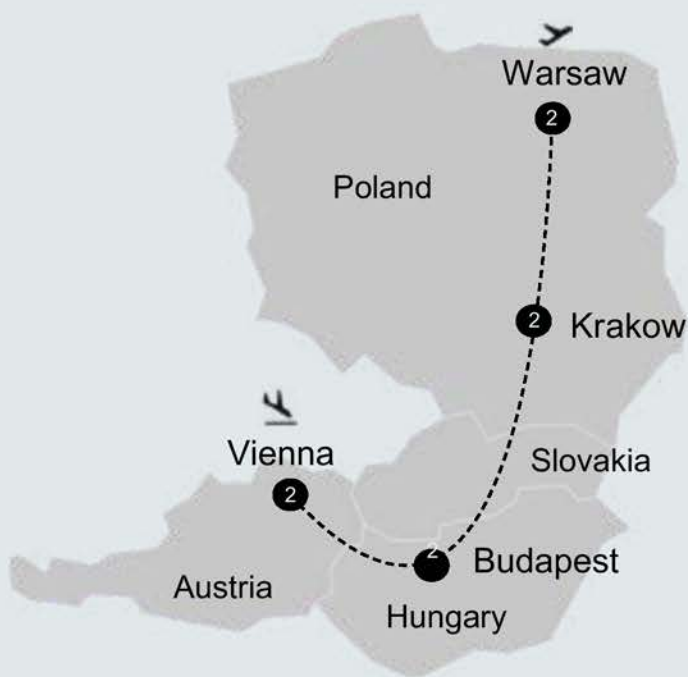 Warsaw
2
Poland
2
Krakow
Vienna
2
Slovakia
2
Budapest
Austria
Hungary